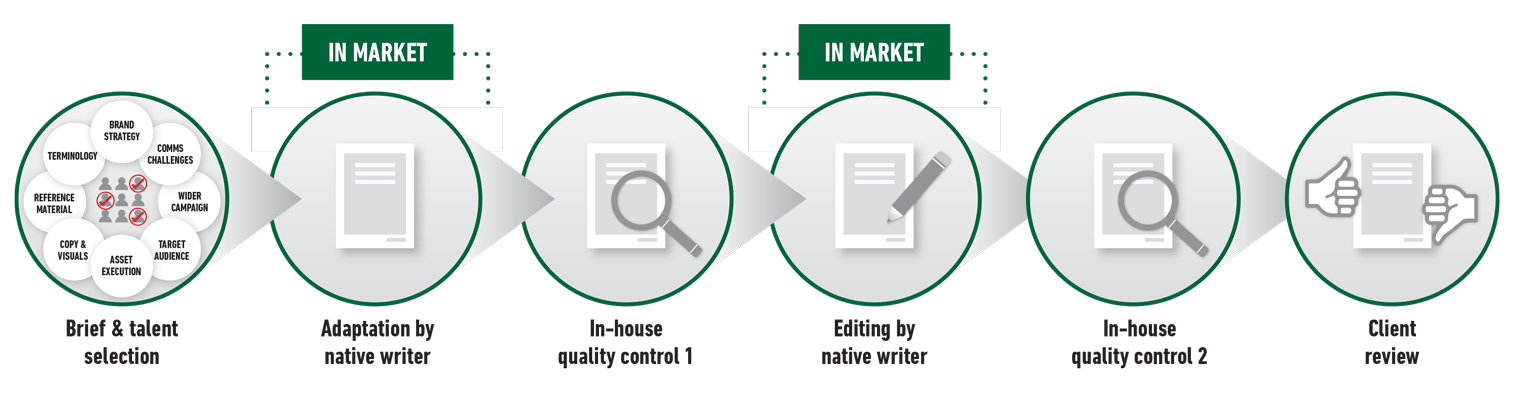 IN MARKET
IN MARKET
BRAND
STRATEGY
COMMS
CHALLENGES
WIDER
CAMPAIGN
TARGET
AUDIENCE
ASSET
EXECUTION
COPY &
VISUALS
REFERENCE
MATERIAL
TERMINOLOGY
Brief & talent
selection
Adaptation by
native writer
In-house
quality control 1
Editing by
native writer
In-house
quality control 2
Client
review